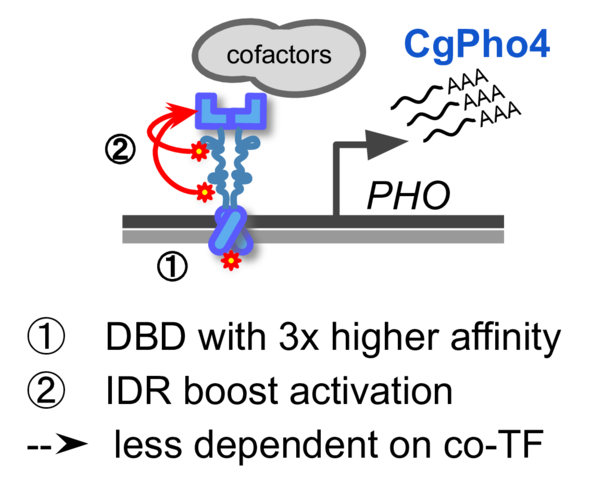 cofactors
CgPho4
AAA
AAA
AAA
②
PHO
①
① DBD with 3x higher affinity
② IDR boost activation
--➤ less dependent on co-TF